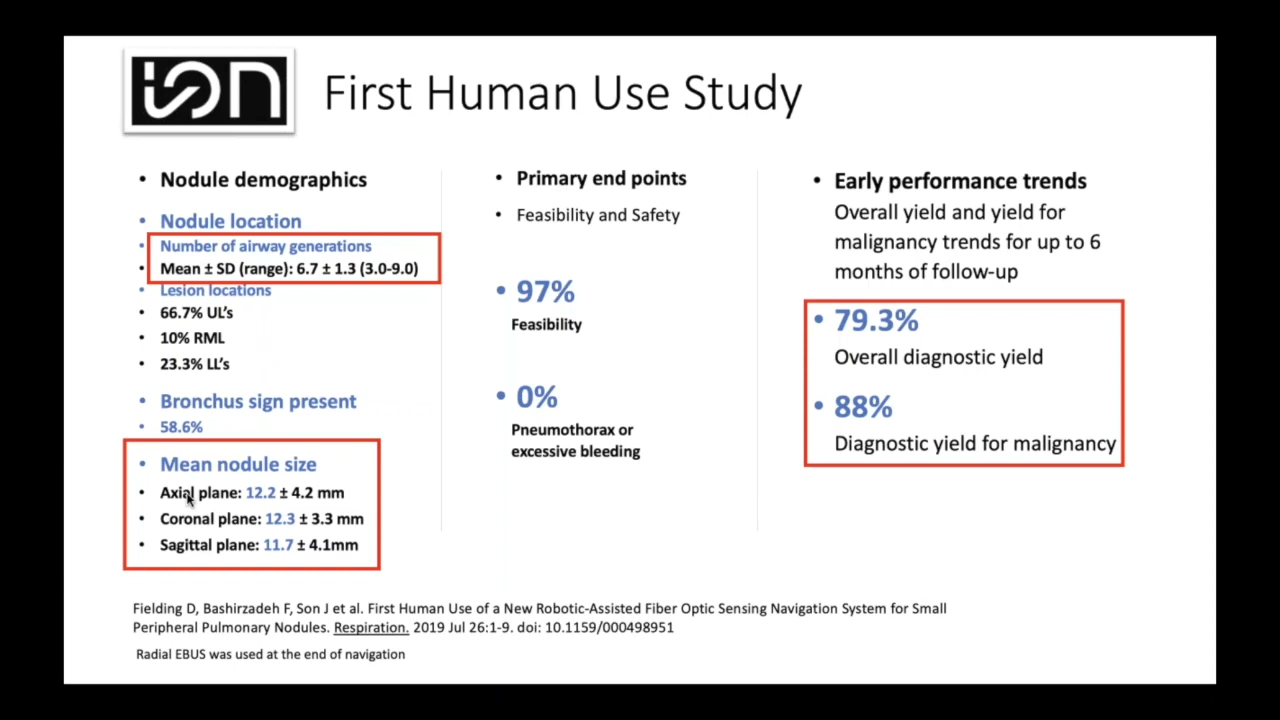 ion
First Human Use Study
• Nodule demographics
• Nodule location
• Number of airway generations
• Mean ± SD (range): 6.7 ± 1.3 (3.0-9.0)
• Lesion locations
• 66.7% UL’s
• 10% RML
• 23.3% LL’s
• Bronchus sign present
• 58.6%
• Mean nodule size
• Axial plane: 12.2 ± 4.2 mm
• Coronal plane: 12.3 ± 3.3 mm
• Sagittal plane: 11.7 ± 4.1mm
• Primary end points
• Feasibility and Safety
• 97%
Feasibility
• 0%
Pneumothorax or
excessive bleeding
• Early performance trends
Overall yield and yield for
malignancy trends for up to 6
months of follow-up
• 79.3%
Overall diagnostic yield
• 88%
Diagnostic yield for malignancy
Fielding D, Bashirzadeh F, Son J et al. First Human Use of a New Robotic-Assisted Fiber Optic Sensing Navigation System for Small
Peripheral Pulmonary Nodules. Respiration. 2019 Jul 26:1-9. doi: 10.1159/000498951
Radial EBUS was used at the end of navigation